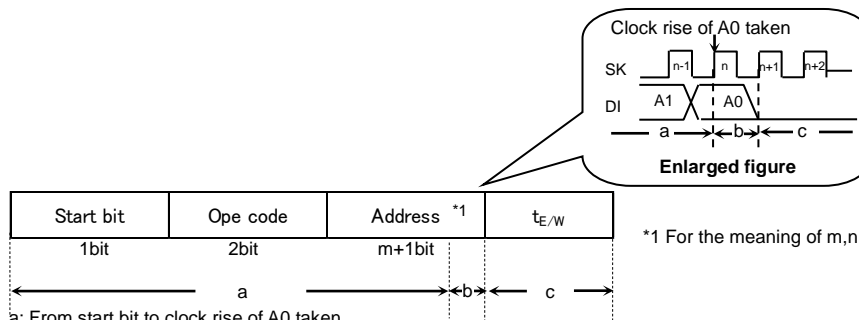 Clock rise of A0 taken
SK n-1 n n+1 n+2
DI A1 A0
a b c
Enlarged figure
Start bit Ope code Address *1 tE/W
1bit 2bit m+1bit
*1 For the meaning of m,n
a b c
a: From start bit to clock rise of A0 taken